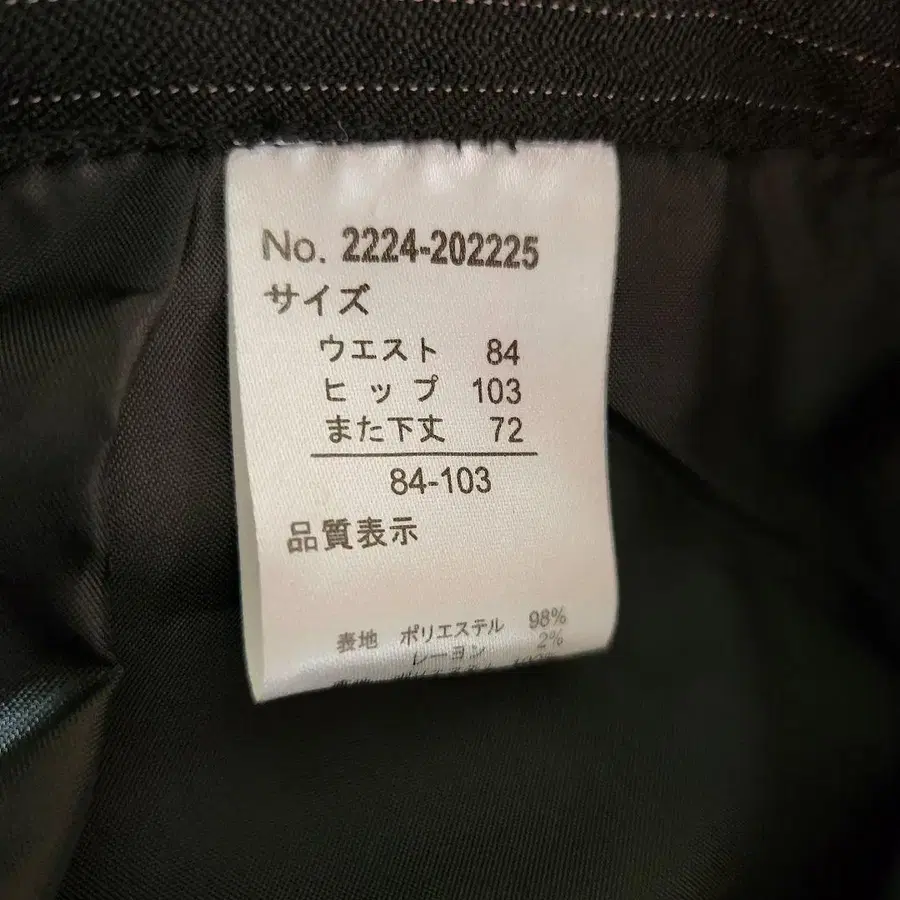 No. 2224-202225
サイズ
ウエスト 84
ヒップ 103
また下丈 72
84-103
品質表示
表地 ポリエステル 98%
レーヨン 2%